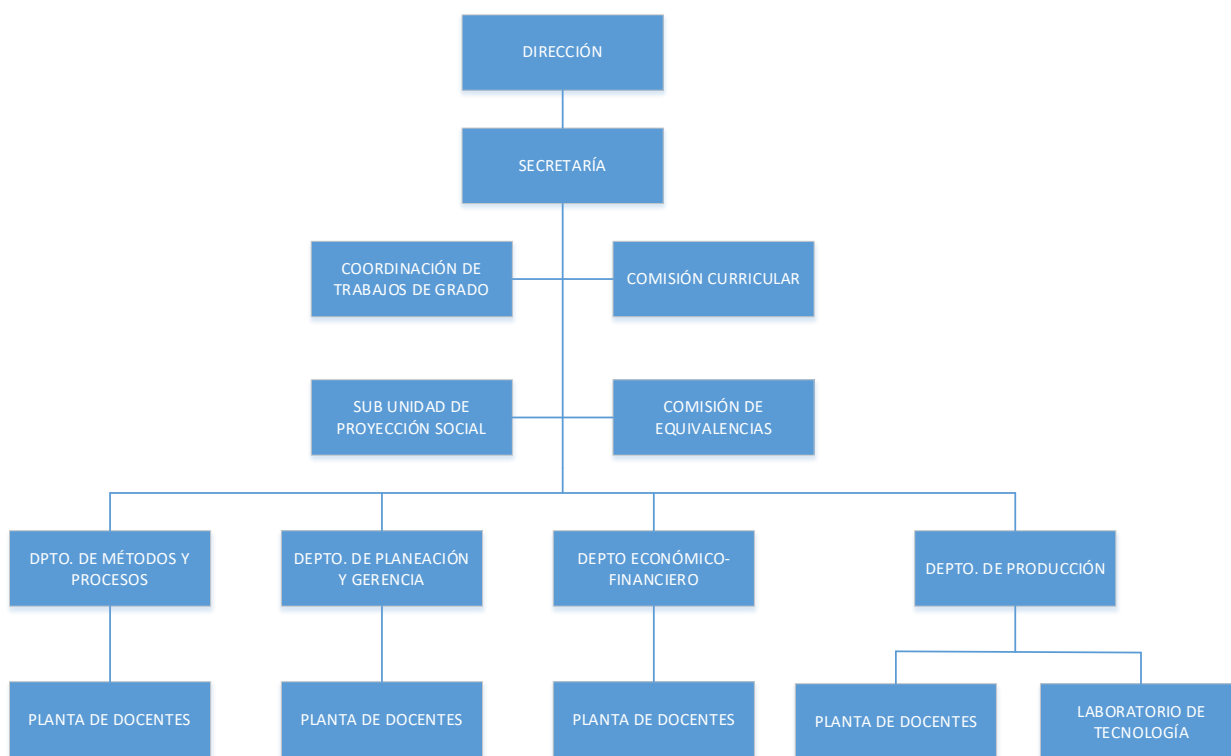 DIRECCIÓN
SECRETARÍA
COORDINACIÓN DE
TRABAJOS DE GRADO
COMISIÓN CURRICULAR
SUB UNIDAD DE
PROYECCIÓN SOCIAL
COMISIÓN DE
EQUIVALENCIAS
DPTO. DE MÉTODOS Y
PROCESOS
DEPTO. DE PLANEACIÓN
Y GERENCIA
DEPTO ECONÓMICO-
FINANCIERO
DEPTO. DE PRODUCCIÓN
PLANTA DE DOCENTES
PLANTA DE DOCENTES
PLANTA DE DOCENTES
PLANTA DE DOCENTES
LABORATORIO DE
TECNOLOGÍA